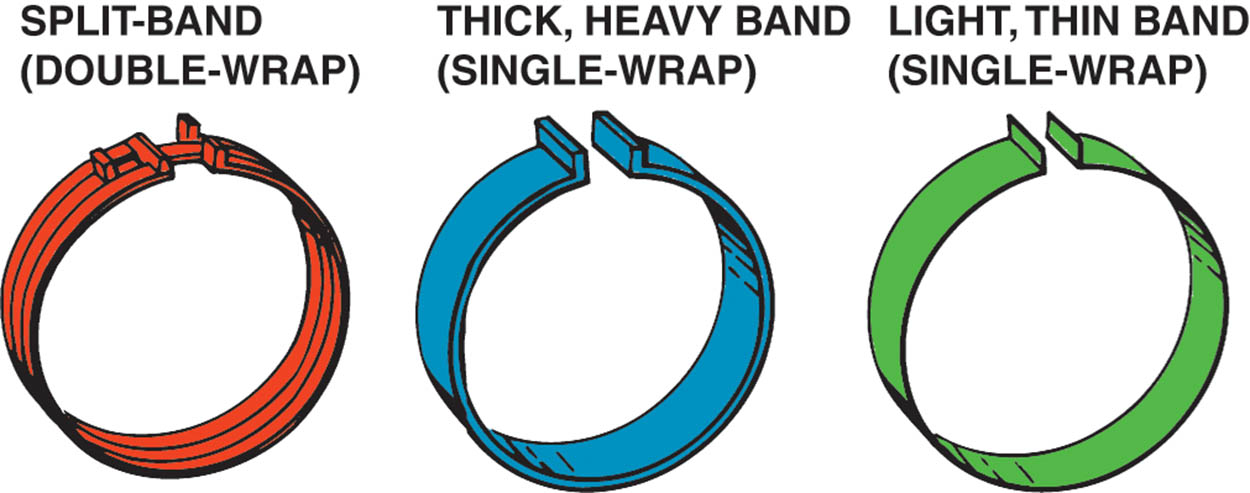 SPLIT-BAND
(DOUBLE-WRAP)
THICK, HEAVY BAND
(SINGLE-WRAP)
LIGHT, THIN BAND
(SINGLE-WRAP)